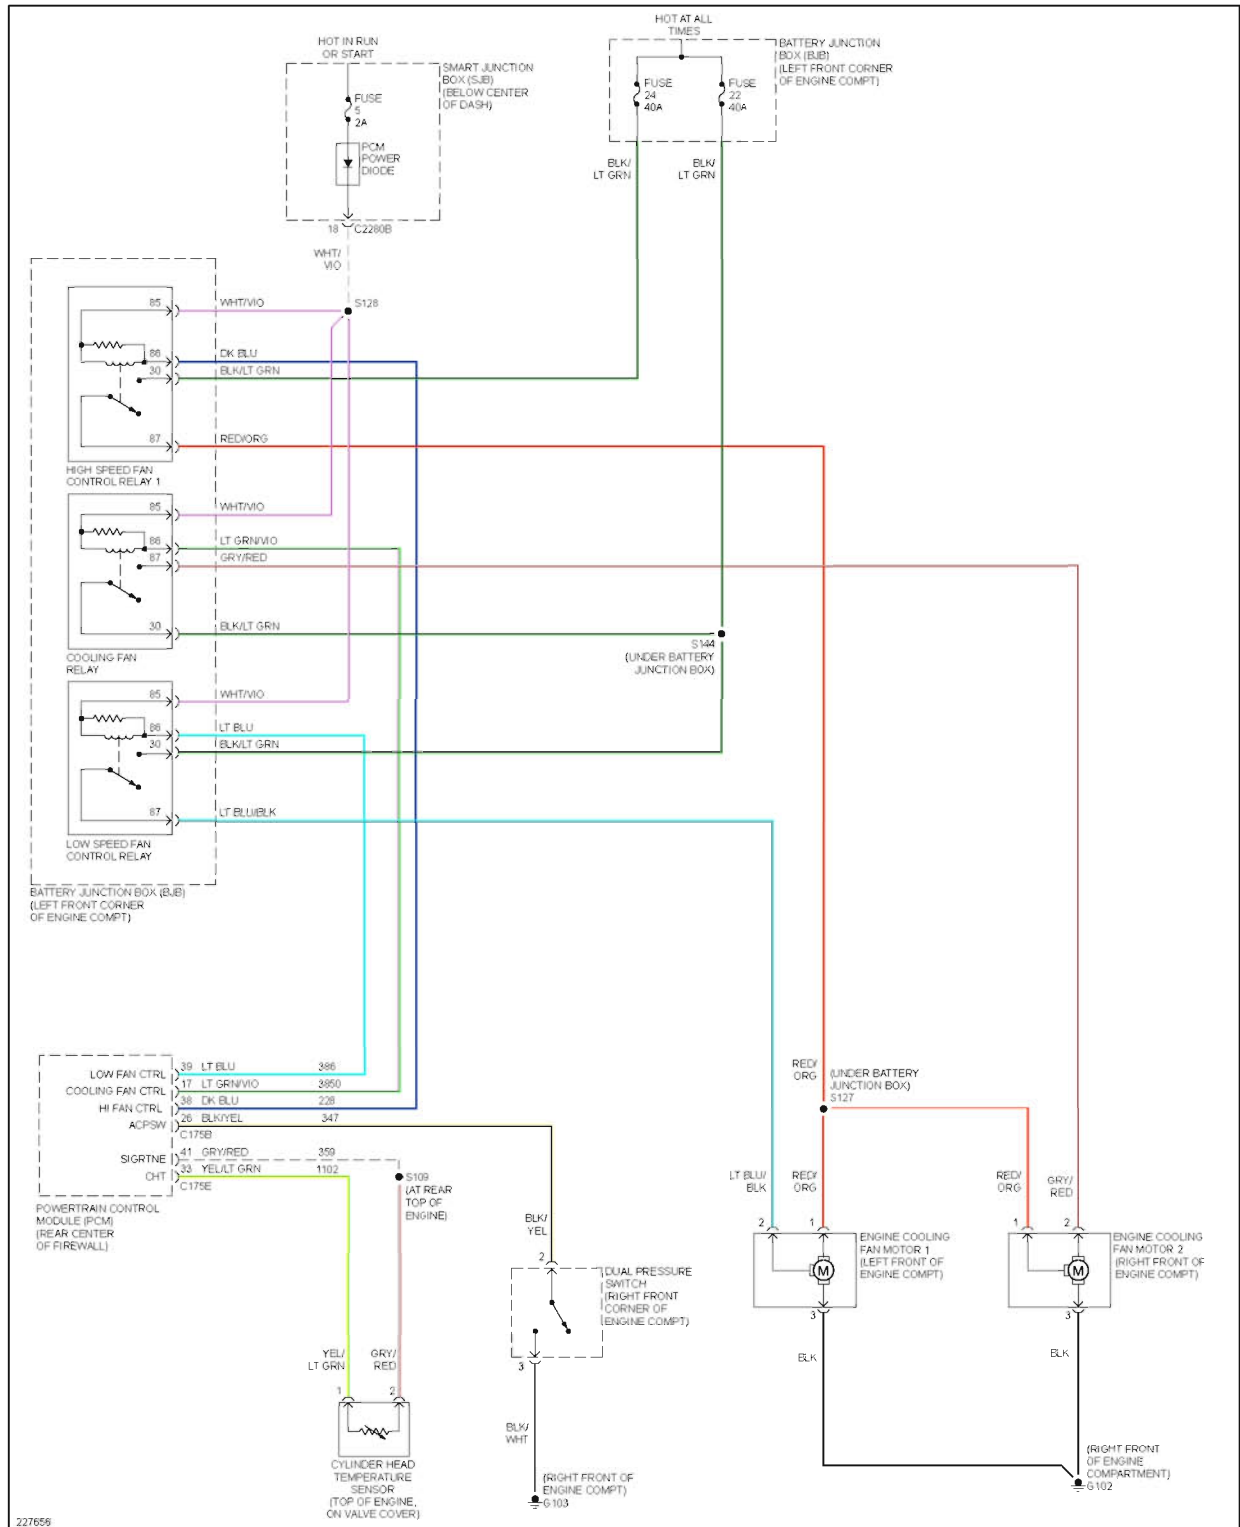 HOT AT ALL
TIMES
HOT IN RUN
OR START
SMART JUNCTION
BOX (SJB)
(BELOW CENTER
OF DASH)
BATTERY JUNCTION
BOX (BJB)
(LEFT FRONT CORNER
OF ENGINE COMPT)
FUSE
5
2A
PCM
POWER
DIODE
FUSE
24
40A
FUSE
22
40A
BLK/
LT GRN
BLK/
LT GRN
18 C2280B
WHT/
VIO
S128
85 WHT/VIO
86 DK BLU
30 BLK/LT GRN
87 RED/ORG
HIGH SPEED FAN
CONTROL RELAY 1
85 WHT/VIO
86 LT GRN/VIO
87 GRY/RED
30 BLK/LT GRN
COOLING FAN
RELAY
S144
(UNDER BATTERY
JUNCTION BOX)
85 WHT/VIO
86 LT BLU
30 BLK/LT GRN
87 LT BLU/BLK
LOW SPEED FAN
CONTROL RELAY
BATTERY JUNCTION BOX (BJB)
(LEFT FRONT CORNER
OF ENGINE COMPT)
LOW FAN CTRL 39 LT BLU 386
COOLING FAN CTRL 17 LT GRN/VIO 3850
HI FAN CTRL 38 DK BLU 228
ACPSW 26 BLK/YEL 347
C175B
SIGRTNE 41 GRY/RED 359
CHT 33 YEL/LT GRN 1102
C175E
POWERTRAIN CONTROL
MODULE (PCM)
(REAR CENTER
OF FIREWALL)
S109
(AT REAR
TOP OF
ENGINE)
RED/
ORG
(UNDER BATTERY
JUNCTION BOX)
S127
LT BLU/
BLK
RED/
ORG
RED/
ORG
GRY/
RED
BLK/
YEL
2
DUAL PRESSURE
SWITCH
(RIGHT FRONT
CORNER OF
ENGINE COMPT)
3
2 1
ENGINE COOLING
FAN MOTOR 1
(LEFT FRONT OF
ENGINE COMPT)
M
3
1 2
ENGINE COOLING
FAN MOTOR 2
(RIGHT FRONT OF
ENGINE COMPT)
M
3
BLK
BLK
YEL/
LT GRN
GRY/
RED
1 2
CYLINDER HEAD
TEMPERATURE
SENSOR
(TOP OF ENGINE,
ON VALVE COVER)
BLK/
WHT
(RIGHT FRONT OF
ENGINE COMPT)
G103
(RIGHT FRONT
OF ENGINE
COMPARTMENT)
G102
227656